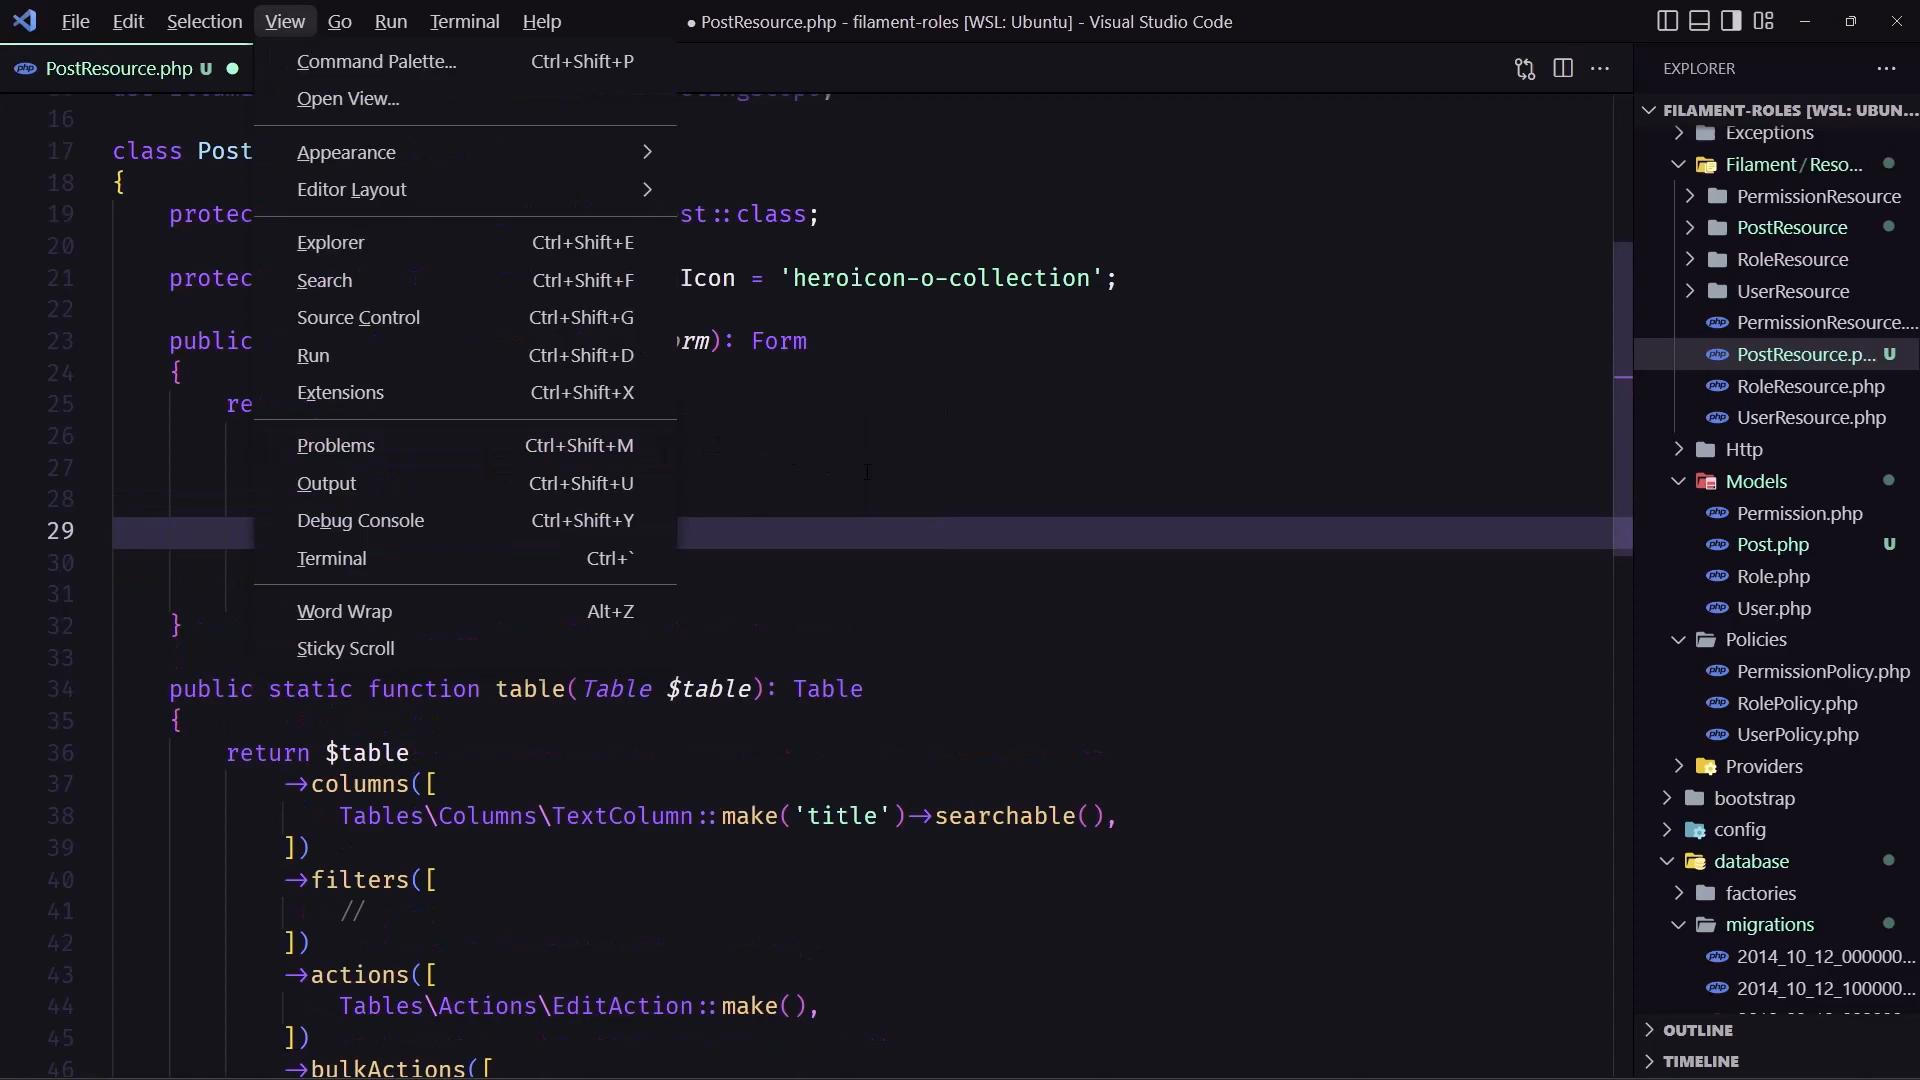 File Edit Selection View Go Run Terminal Help
● PostResource.php - filament-roles [WSL: Ubuntu] - Visual Studio Code
PostResource.php U
Command Palette... Ctrl+Shift+P
Open View...
Appearance
Editor Layout
Explorer Ctrl+Shift+E
Search Ctrl+Shift+F
Source Control Ctrl+Shift+G
Run Ctrl+Shift+D
Extensions Ctrl+Shift+X
Problems Ctrl+Shift+M
Output Ctrl+Shift+U
Debug Console Ctrl+Shift+Y
Terminal Ctrl+`
Word Wrap Alt+Z
Sticky Scroll
16
17 class Post
18 {
19 protec st::class;
20
21 protec Icon = 'heroicon-o-collection';
22
23 public rm): Form
24 {
25 re
26
27
28
29
30
31
32 }
33
34 public static function table(Table $table): Table
35 {
36 return $table
37 ->columns([
38 Tables\Columns\TextColumn::make('title')->searchable(),
39 ])
40 ->filters([
41 //
42 ])
43 ->actions([
44 Tables\Actions\EditAction::make(),
45 ])
46 ->bulkActions([
EXPLORER
FILAMENT-ROLES [WSL: UBUN...
Exceptions
Filament/Reso...
PermissionResource
PostResource
RoleResource
UserResource
PermissionResource....
PostResource.p... U
RoleResource.php
UserResource.php
Http
Models
Permission.php
Post.php U
Role.php
User.php
Policies
PermissionPolicy.php
RolePolicy.php
UserPolicy.php
Providers
bootstrap
config
database
factories
migrations
2014_10_12_000000...
2014_10_12_100000...
OUTLINE
TIMELINE